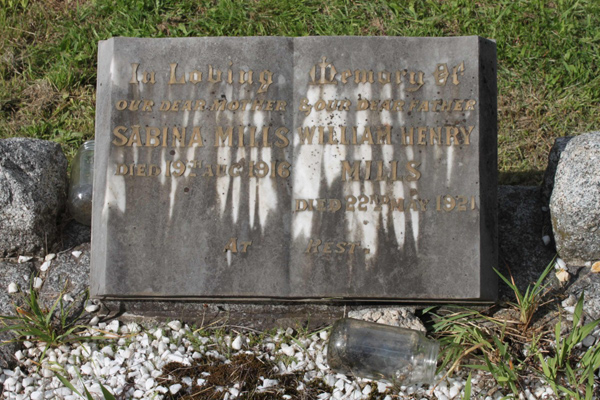 In Loving Memory Of
OUR DEAR MOTHER & OUR DEAR FATHER
SABINA MILLS WILLIAM HENRY
MILLS
DIED 19TH AUG 1916
DIED 22ND 1921
AT REST.